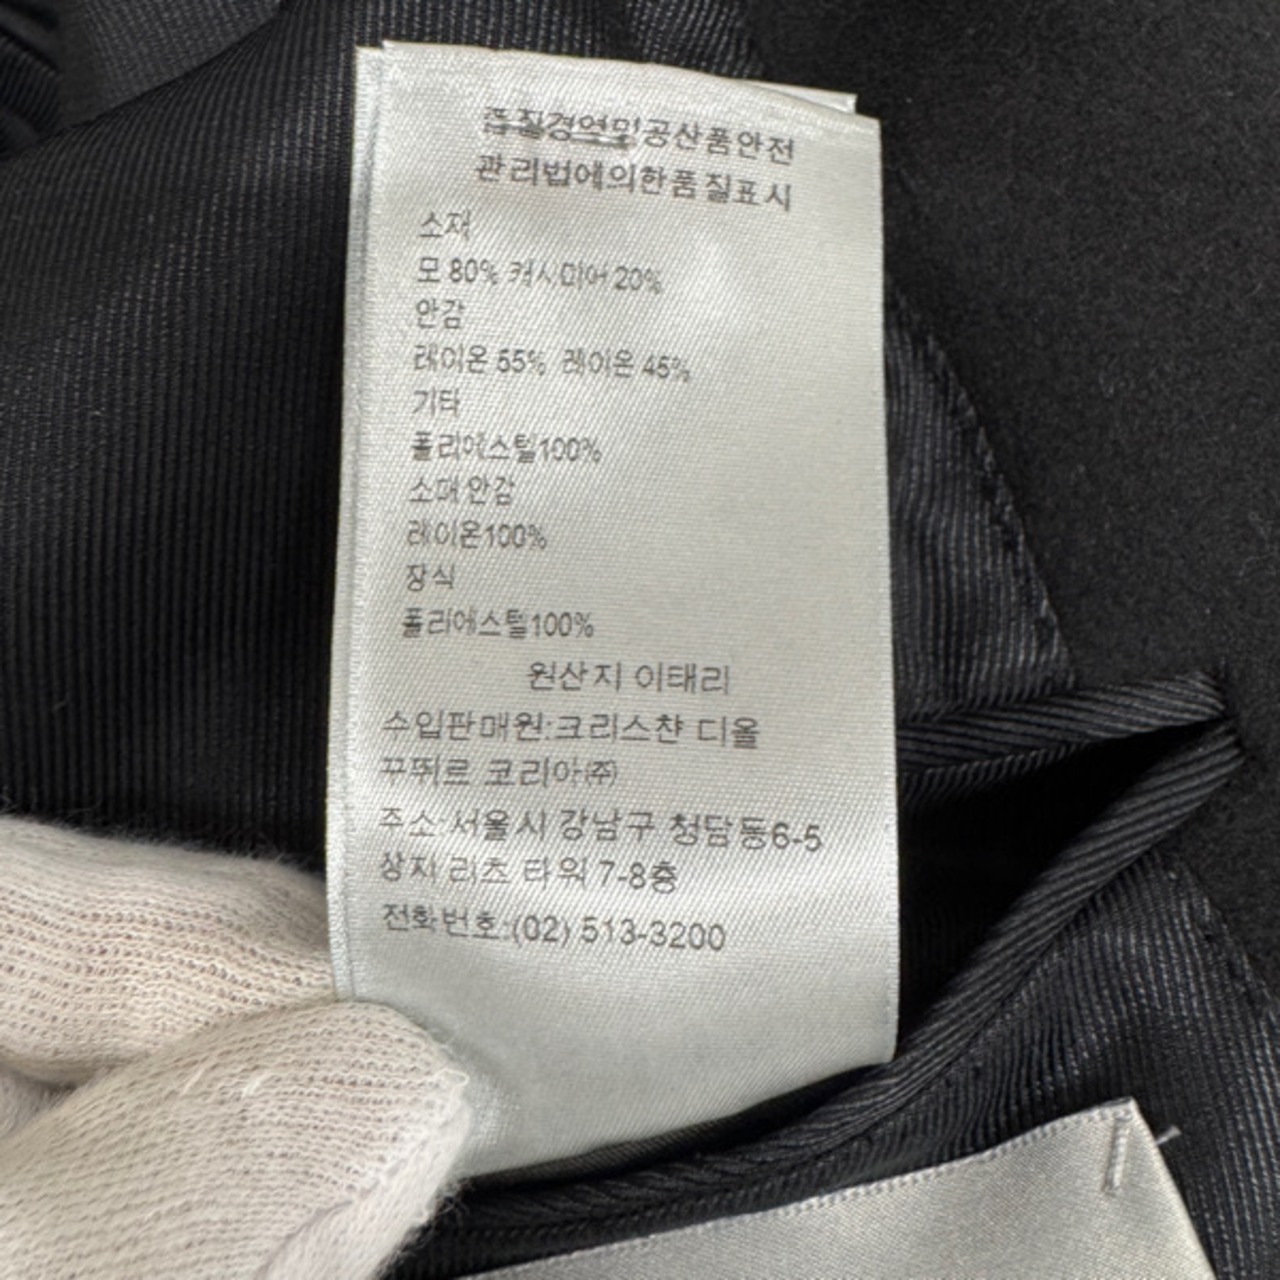 품질경영및공산품안전
관리법에의한품질표시
소재
모 80% 캐시미어 20%
안감
레이온 55% 레이온 45%
기타
폴리에스털100%
소매안감
레이온100%
장식
폴리에스털100%
원산지 이태리
수입판매원:크리스챤 디올
꾸뛰르 코리아(주)
주소:서울시 강남구 청담동6-5
상지 리츠 타워 7-8층
전화번호:(02) 513-3200